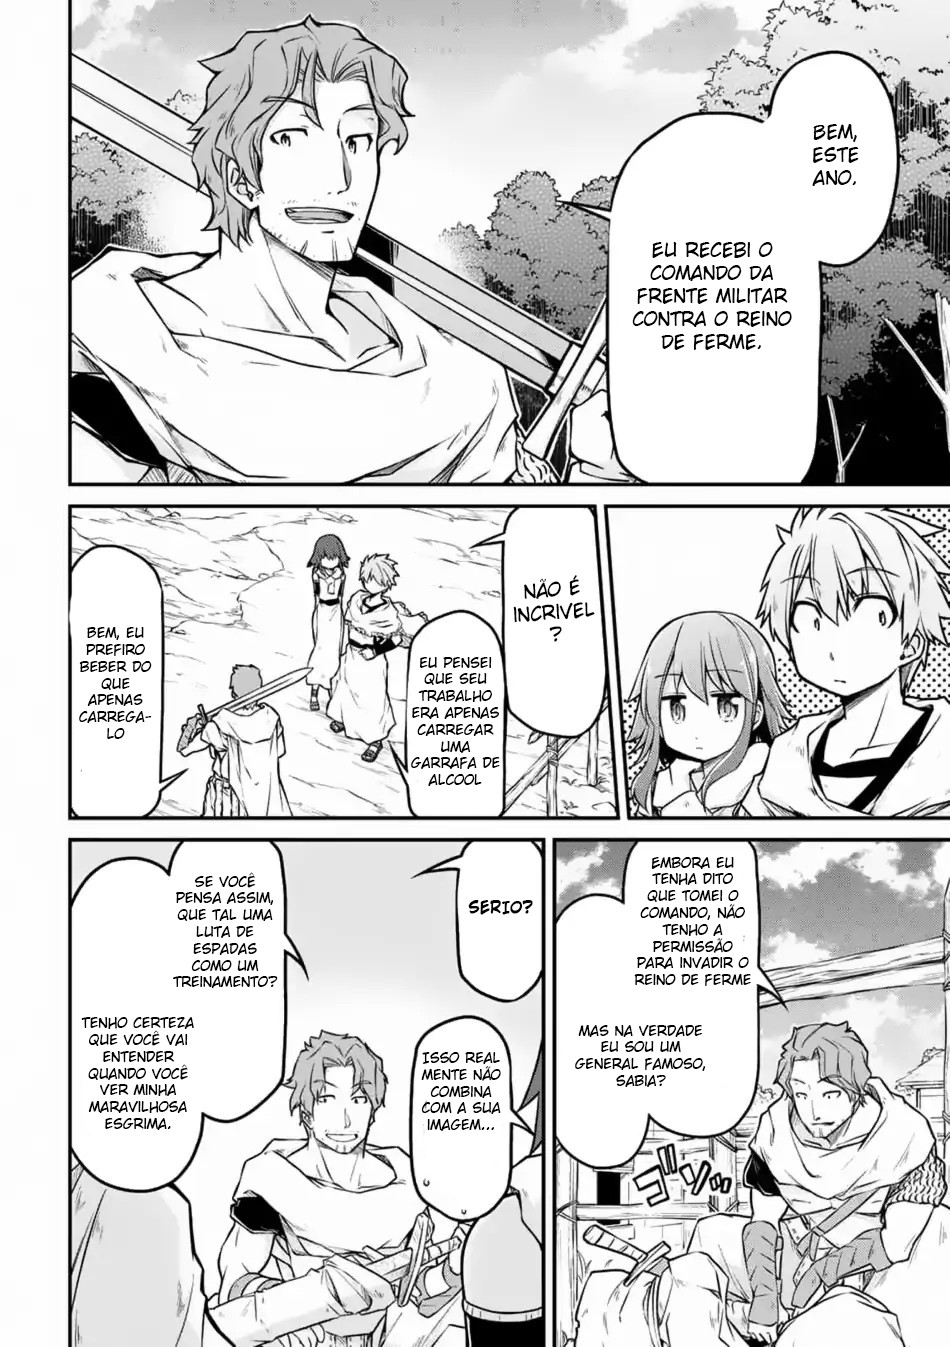 BEM,
ESTE
ANO.
EU RECEBI O
COMANDO DA
FRENTE MILITAR
CONTRA O REINO
DE FERME.
NÃO É
INCRIVEL
?
EU PENSEI
QUE SEU
TRABALHO
ERA APENAS
CARREGAR
UMA
GARRAFA DE
ALCOOL
BEM, EU
PREFIRO
BEBER DO
QUE
APENAS
CARREGA-
LO
EMBORA EU
TENHA DITO
QUE TOMEI O
COMANDO, NÃO
TENHO A
PERMISSÃO
PARA INVADIR O
REINO DE FERME
MAS NA VERDADE
EU SOU UM
GENERAL FAMOSO,
SABIA?
ゴソッ
SERIO?
ISSO REAL
MENTE NÃO
COMBINA
COM A SUA
IMAGEM...
SE VOCÊ
PENSA ASSIM,
QUE TAL UMA
LUTA DE
ESPADAS
COMO UM
TREINAMENTO?
TENHO CERTEZA
QUE VOCÊ VAI
ENTENDER
QUANDO VOCÊ
VER MINHA
MARAVILHOSA
ESGRIMA.